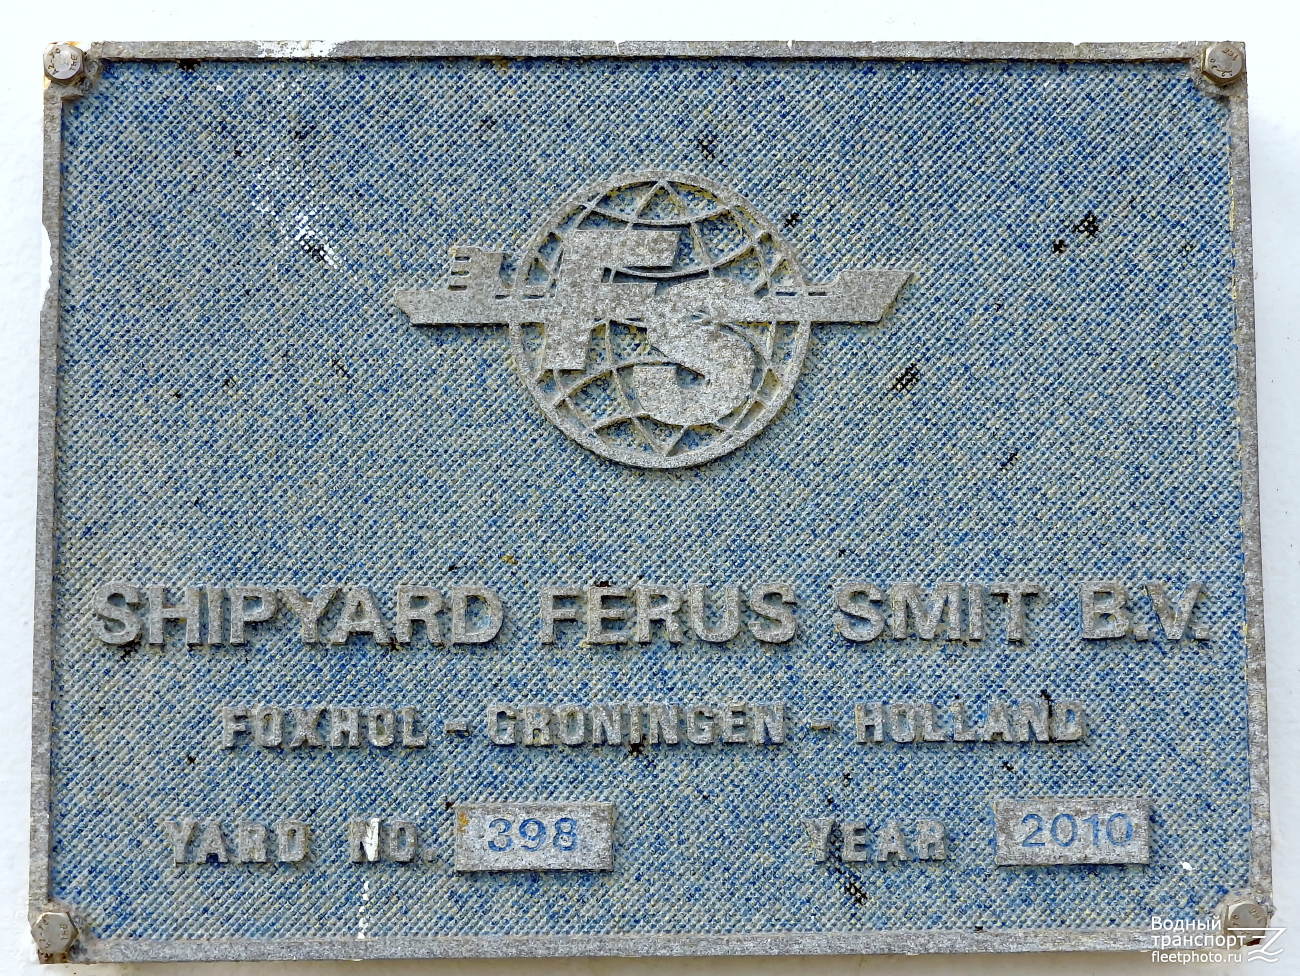 FS
SHIPYARD FERUS SMIT B.V.
FOXHOL - GRONINGEN - HOLLAND
YARD NO. 398 YEAR 2010
Водный
транспорт
fleetphoto.ru